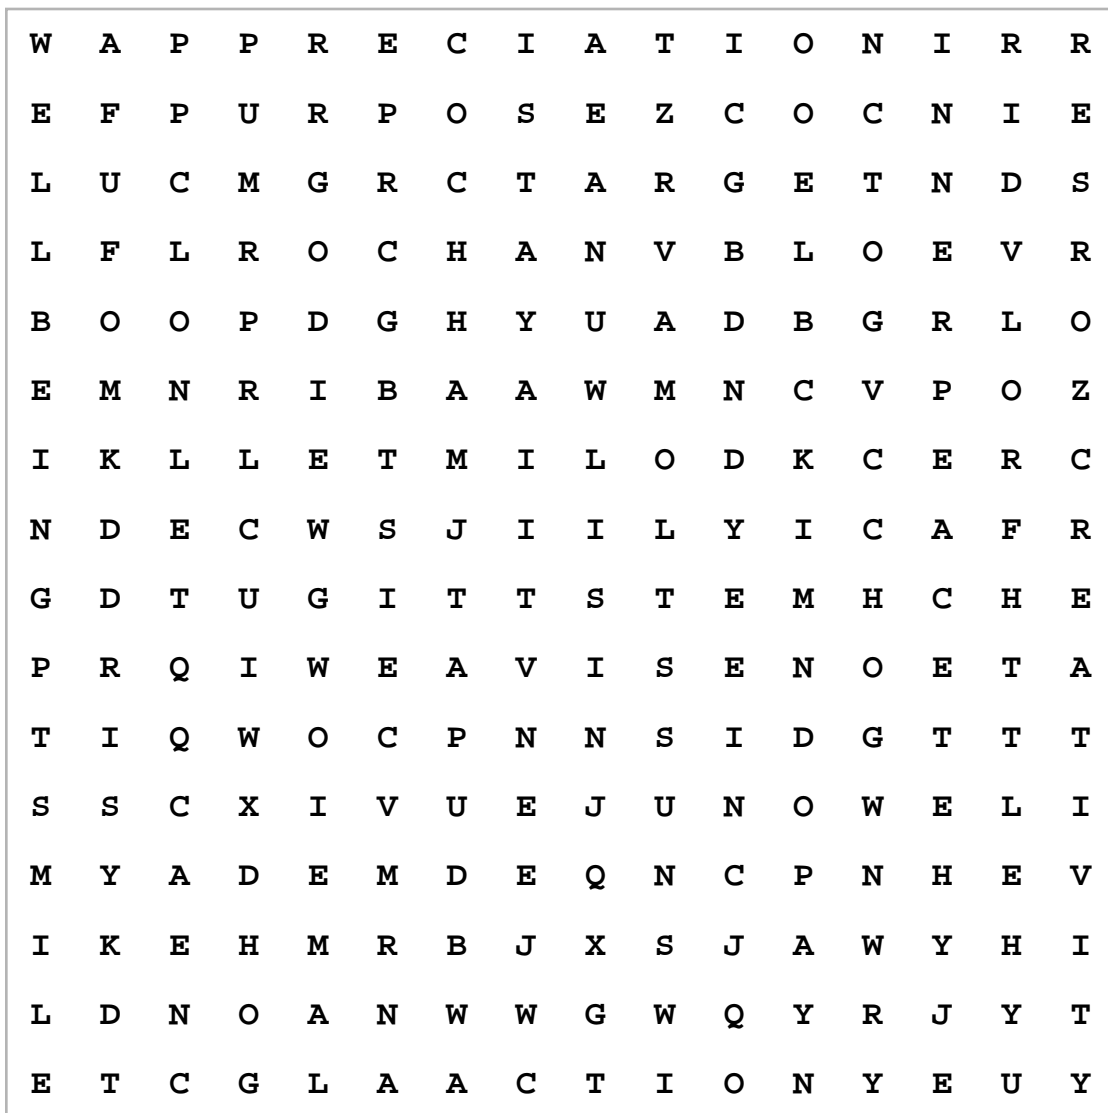 W A P P R E C I A T I O N I R R
E F P U R P O S E Z C O C N I E
L U C M G R C T A R G E T N D S
L F L R O C H A N V B L O E V R
B O O P D G H Y U A D B G R L O
E M N R I B A A W M N C V P O Z
I K L L E T M I L O D K C E R C
N D E C W S J I I L Y I C A F R
G D T U G I T T S T E M H C H E
P R Q I W E A V I S E N O E T A
T I Q W O C P N N S I D G T T T
S S C X I V U E J U N O W E L I
M Y A D E M D E Q N C P N H E V
I K E H M R B J X S J A W Y H I
L D N O A N W W G W Q Y R J Y T
E T C G L A A C T I O N Y E U Y